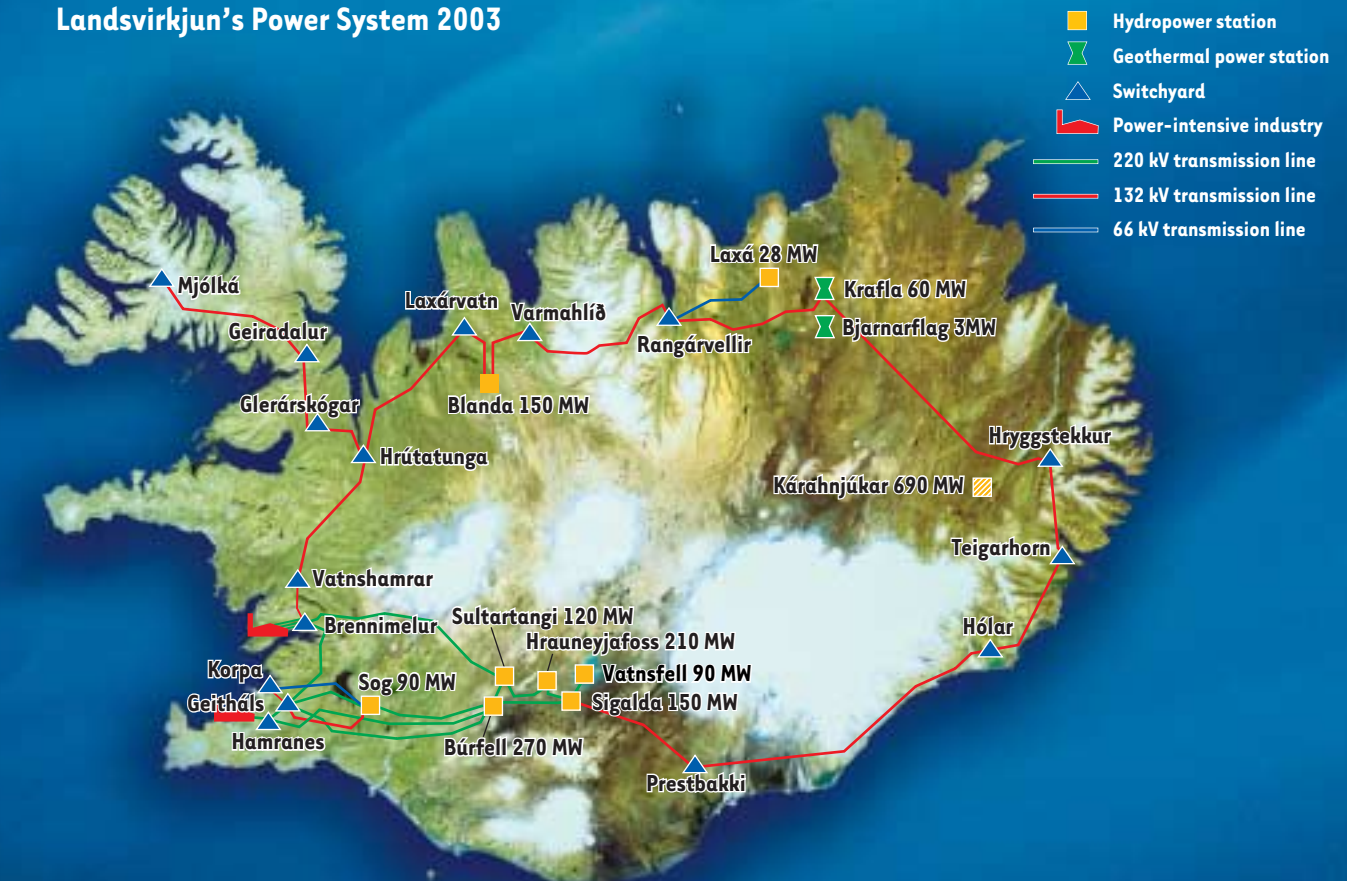 Landsvirkjun's Power System 2003
Hydropower station
Geothermal power station
Switchyard
Power-intensive industry
220 kV transmission line
132 kV transmission line
66 kV transmission line
Laxá 28 MW
Mjólká
Krafla 60 MW
Laxárvatn
Varmahlíð
Geiradalur
Bjarnarflag 3MW
Rangárvellir
Glerárskógar
Blanda 150 MW
Hryggstekkur
Hrútatunga
Kárahnjúkar 690 MW
Teigarhorn
Vatnshamrar
Sultartangi 120 MW
Brennimelur
Hólar
Hrauneyjafoss 210 MW
Korpa
Vatnsfell 90 MW
Sog 90 MW
Geitháls
Sigalda 150 MW
Hamranes
Búrfell 270 MW
Prestbakki